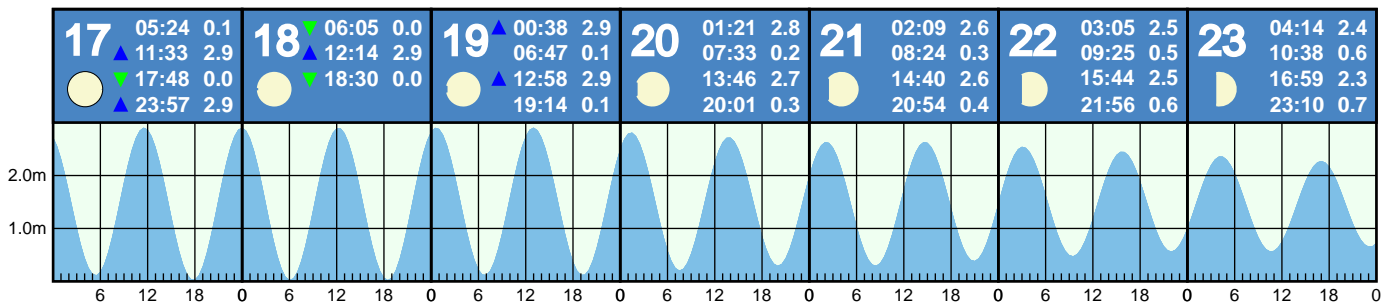 17
05:24 0.1
▲ 11:33 2.9
▼ 17:48 0.0
▲ 23:57 2.9
18
▼ 06:05 0.0
▲ 12:14 2.9
▼ 18:30 0.0
19
▲ 00:38 2.9
06:47 0.1
▲ 12:58 2.9
19:14 0.1
20
01:21 2.8
07:33 0.2
13:46 2.7
20:01 0.3
21
02:09 2.6
08:24 0.3
14:40 2.6
20:54 0.4
22
03:05 2.5
09:25 0.5
15:44 2.5
21:56 0.6
23
04:14 2.4
10:38 0.6
16:59 2.3
23:10 0.7
2.0m
1.0m
6 12 18 0 6 12 18 0 6 12 18 0 6 12 18 0 6 12 18 0 6 12 18 0 6 12 18 0